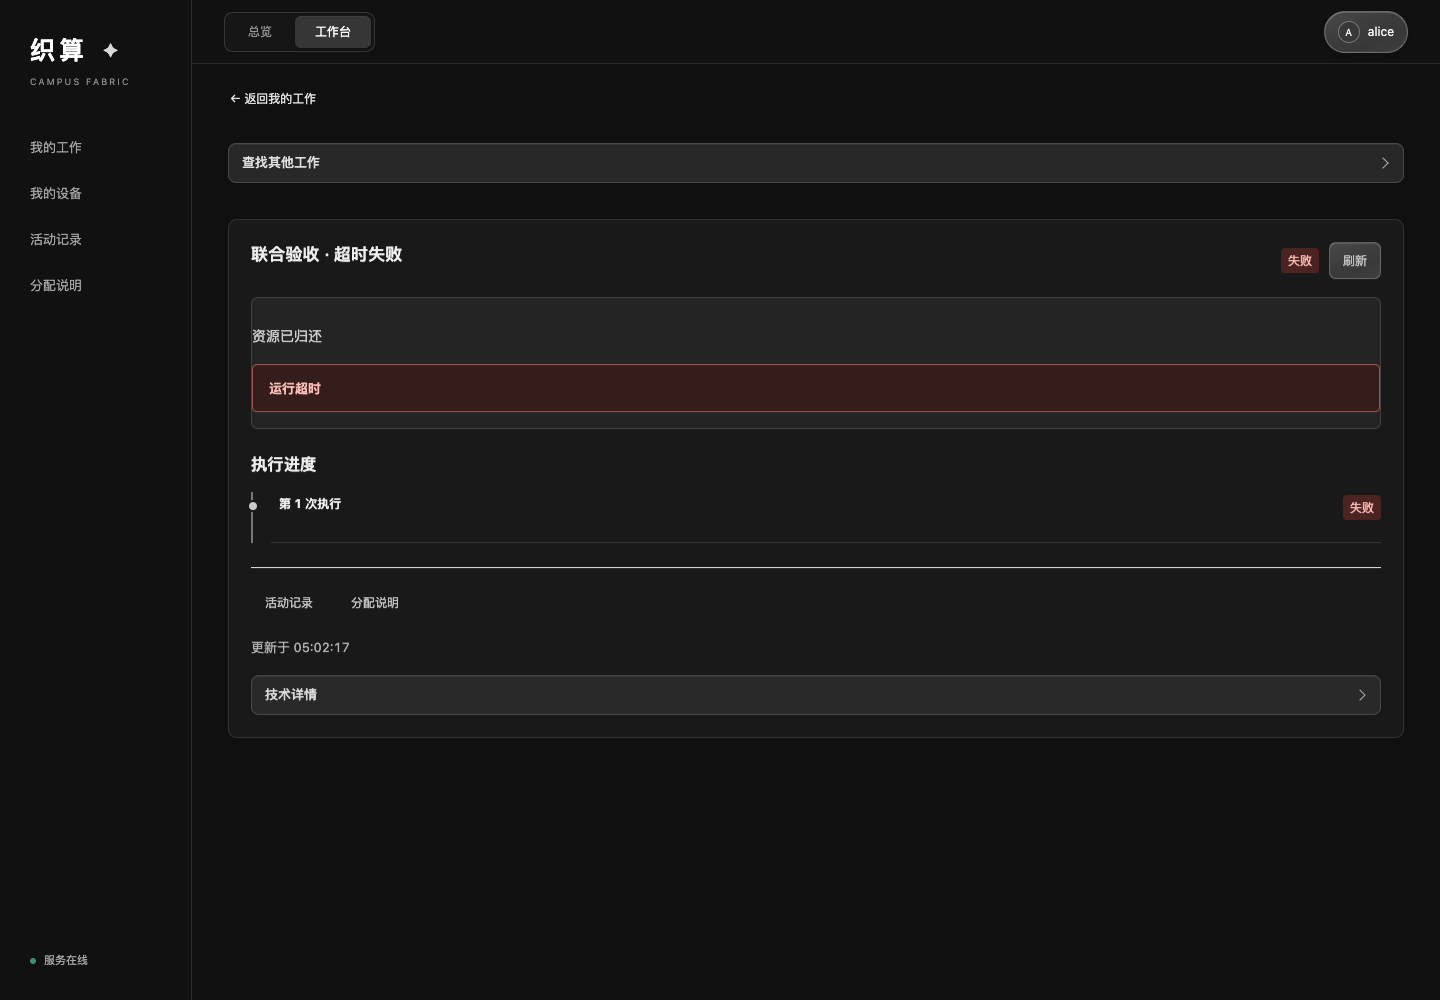 织算
CAMPUS FABRIC
我的工作
我的设备
活动记录
分配说明
服务在线
总览
工作台
A alice
← 返回我的工作
查找其他工作
联合验收 · 超时失败
失败
刷新
资源已归还
运行超时
执行进度
第 1 次执行
失败
活动记录
分配说明
更新于 05:02:17
技术详情